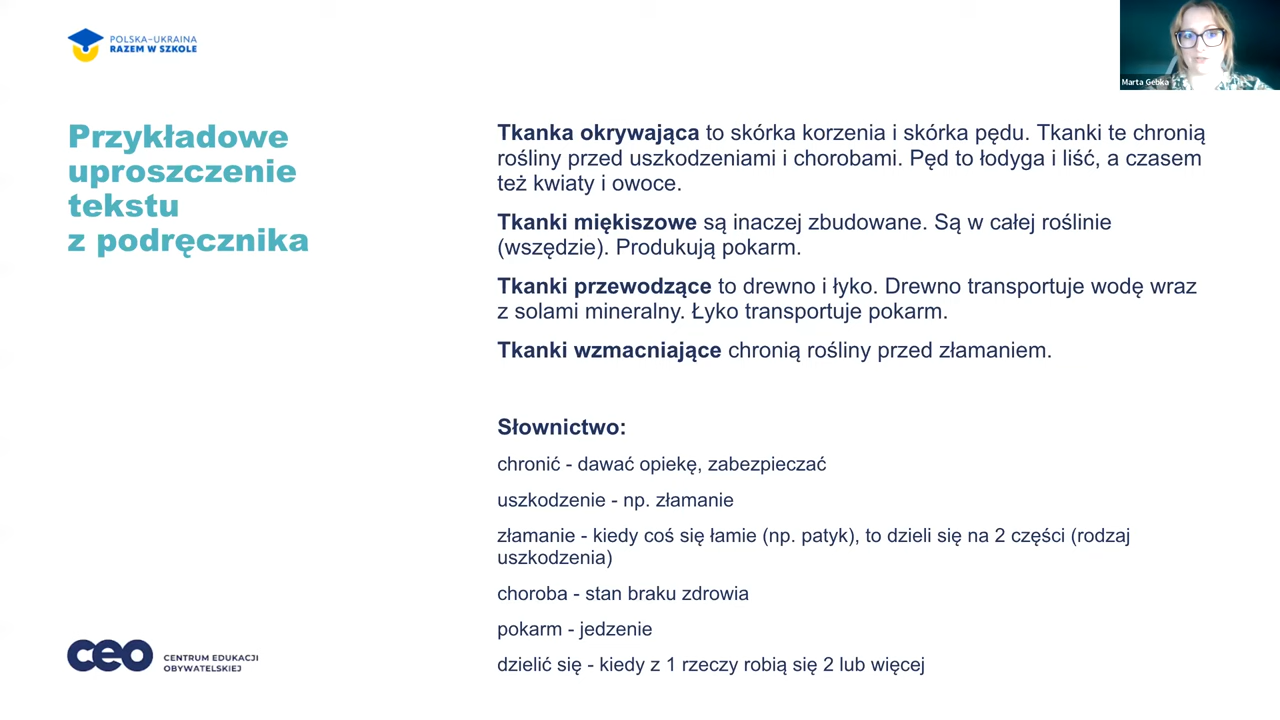 POLSKA-UKRAINA
RAZEM W SZKOLE
Marta Gębka
Przykładowe
uproszczenie
tekstu
z podręcznika
Tkanka okrywająca to skórka korzenia i skórka pędu. Tkanki te chronią
rośliny przed uszkodzeniami i chorobami. Pęd to łodyga i liść, a czasem
też kwiaty i owoce.
Tkanki miękiszowe są inaczej zbudowane. Są w całej roślinie
(wszędzie). Produkują pokarm.
Tkanki przewodzące to drewno i łyko. Drewno transportuje wodę wraz
z solami mineralny. Łyko transportuje pokarm.
Tkanki wzmacniające chronią rośliny przed złamaniem.
Słownictwo:
chronić - dawać opiekę, zabezpieczać
uszkodzenie - np. złamanie
złamanie - kiedy coś się łamie (np. patyk), to dzieli się na 2 części (rodzaj
uszkodzenia)
choroba - stan braku zdrowia
pokarm - jedzenie
dzielić się - kiedy z 1 rzeczy robią się 2 lub więcej
ceo CENTRUM EDUKACJI
OBYWATELSKIEJ